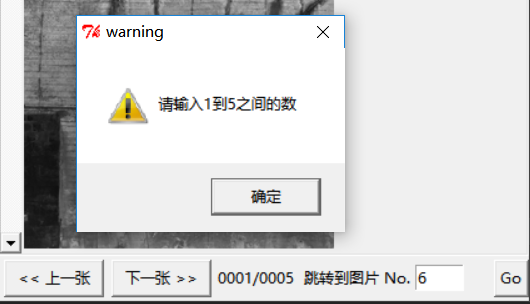 warning
请输入1到5之间的数
确定
<< 上一张 下一张 >> 0001/0005 跳转到图片 No. 6 Go